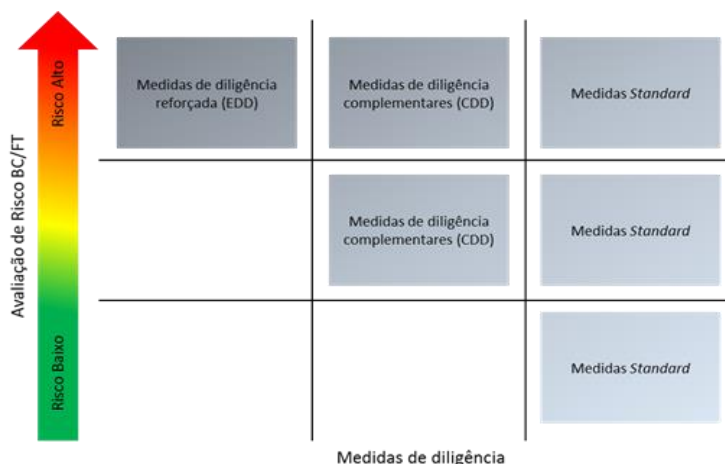 Avaliação de Risco BC/FT
Risco Alto
Risco Baixo
Medidas de diligência
reforçada (EDD)
Medidas de diligência
complementares (CDD)
Medidas Standard
Medidas de diligência
complementares (CDD)
Medidas Standard
Medidas Standard
Medidas de diligência